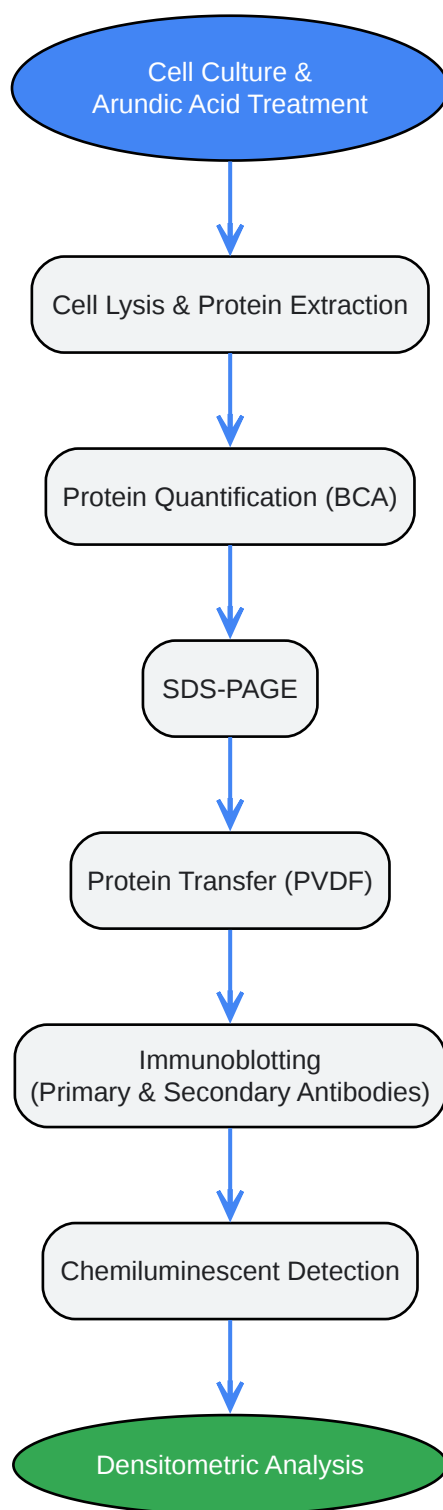 Cell Culture &
Arundic Acid Treatment
Cell Lysis & Protein Extraction
Protein Quantification (BCA)
SDS-PAGE
Protein Transfer (PVDF)
Immunoblotting
(Primary & Secondary Antibodies)
Chemiluminescent Detection
Densitometric Analysis